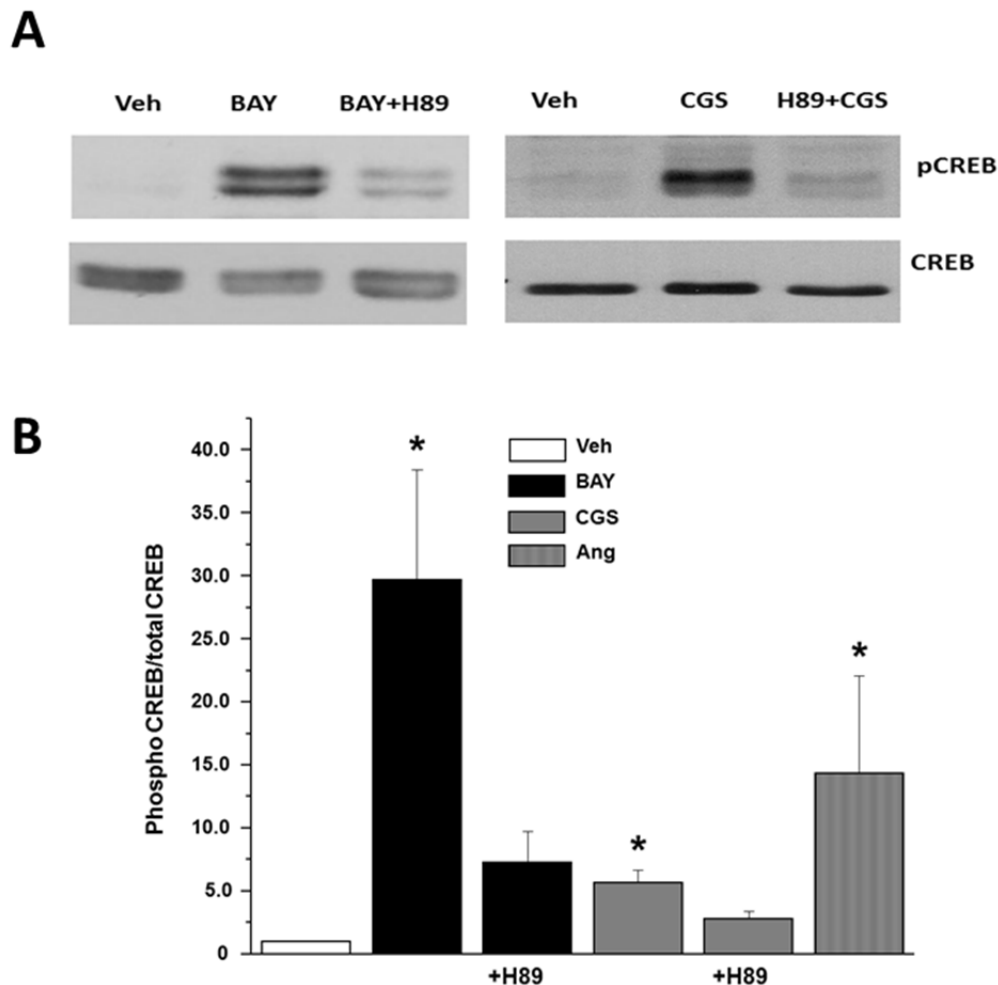 A
Veh BAY BAY+H89 Veh CGS H89+CGS
pCREB
CREB
B
Phospho CREB/total CREB
40.0
35.0
30.0
25.0
20.0
15.0
10.0
5.0
0
* * *
Veh
BAY
CGS
Ang
+H89 +H89